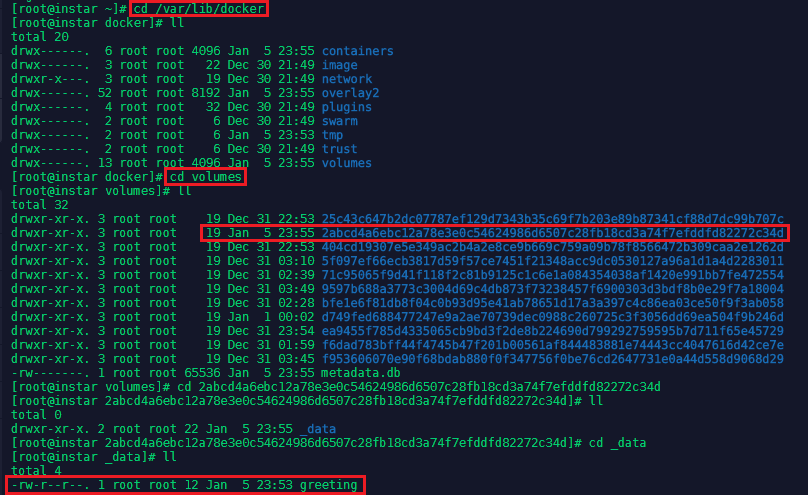 [root@instar ~]# cd /var/lib/docker
[root@instar docker]# ll
total 20
drwx------.  6 root root 4096 Jan  5 23:55 containers
drwx------.  3 root root   22 Dec 30 21:49 image
drwxr-x---.  3 root root   19 Dec 30 21:49 network
drwx------. 52 root root 8192 Jan  5 23:55 overlay2
drwx------.  4 root root   32 Dec 30 21:49 plugins
drwx------.  2 root root    6 Dec 30 21:49 swarm
drwx------.  2 root root    6 Jan  5 23:53 tmp
drwx------.  2 root root    6 Dec 30 21:49 trust
drwx------. 13 root root 4096 Jan  5 23:55 volumes
[root@instar docker]# cd volumes
[root@instar volumes]# ll
total 32
drwxr-xr-x. 3 root root    19 Dec 31 22:53 25c43c647b2dc07787ef129d7343b35c69f7b203e89b87341cf88d7dc99b707c
drwxr-xr-x. 3 root root    19 Jan  5 23:55 2abcd4a6ebc12a78e3e0c54624986d6507c28fb18cd3a74f7efddfd82272c34d
drwxr-xr-x. 3 root root    19 Dec 31 22:53 404cd19307e5e349ac2b4a2e8ce9b669c759a09b78f8566472b309caa2e1262d
drwxr-xr-x. 3 root root    19 Dec 31 03:10 5f097ef66ecb3817d59f57ce7451f21348acc9dc0530127a96a1d1a4d2283011
drwxr-xr-x. 3 root root    19 Dec 31 02:39 71c95065f9d41f118f2c81b9125c1c6e1a084354038af1420e991bb7fe472554
drwxr-xr-x. 3 root root    19 Dec 31 03:49 9597b688a3773c3004d69c4db873f73238457f6900303d3bdf8b0e29f7a18004
drwxr-xr-x. 3 root root    19 Dec 31 02:28 bfe1e6f81db8f04c0b93d95e41ab78651d17a3a397c4c86ea03ce50f9f3ab058
drwxr-xr-x. 3 root root    19 Jan  1 00:02 d749fed688477247e9a2ae70739dec0988c260725c3f3056dd69ea504f9b246d
drwxr-xr-x. 3 root root    19 Dec 31 23:54 ea9455f785d4335065cb9bd3f2de8b224690d799292759595b7d711f65e45729
drwxr-xr-x. 3 root root    19 Dec 31 01:59 f6dad783bff44f4745b47f201b00561af844483881e74443cc4047616d42ce7e
drwxr-xr-x. 3 root root    19 Dec 31 03:45 f953606070e90f68bdab880f0f347756f0be76cd2647731e0a44d558d9068d29
-rw-------. 1 root root 65536 Jan  5 23:55 metadata.db
[root@instar volumes]# cd 2abcd4a6ebc12a78e3e0c54624986d6507c28fb18cd3a74f7efddfd82272c34d
[root@instar 2abcd4a6ebc12a78e3e0c54624986d6507c28fb18cd3a74f7efddfd82272c34d]# ll
total 0
drwxr-xr-x. 2 root root 22 Jan  5 23:55 _data
[root@instar 2abcd4a6ebc12a78e3e0c54624986d6507c28fb18cd3a74f7efddfd82272c34d]# cd _data
[root@instar _data]# ll
total 4
-rw-r--r--. 1 root root 12 Jan  5 23:53 greeting